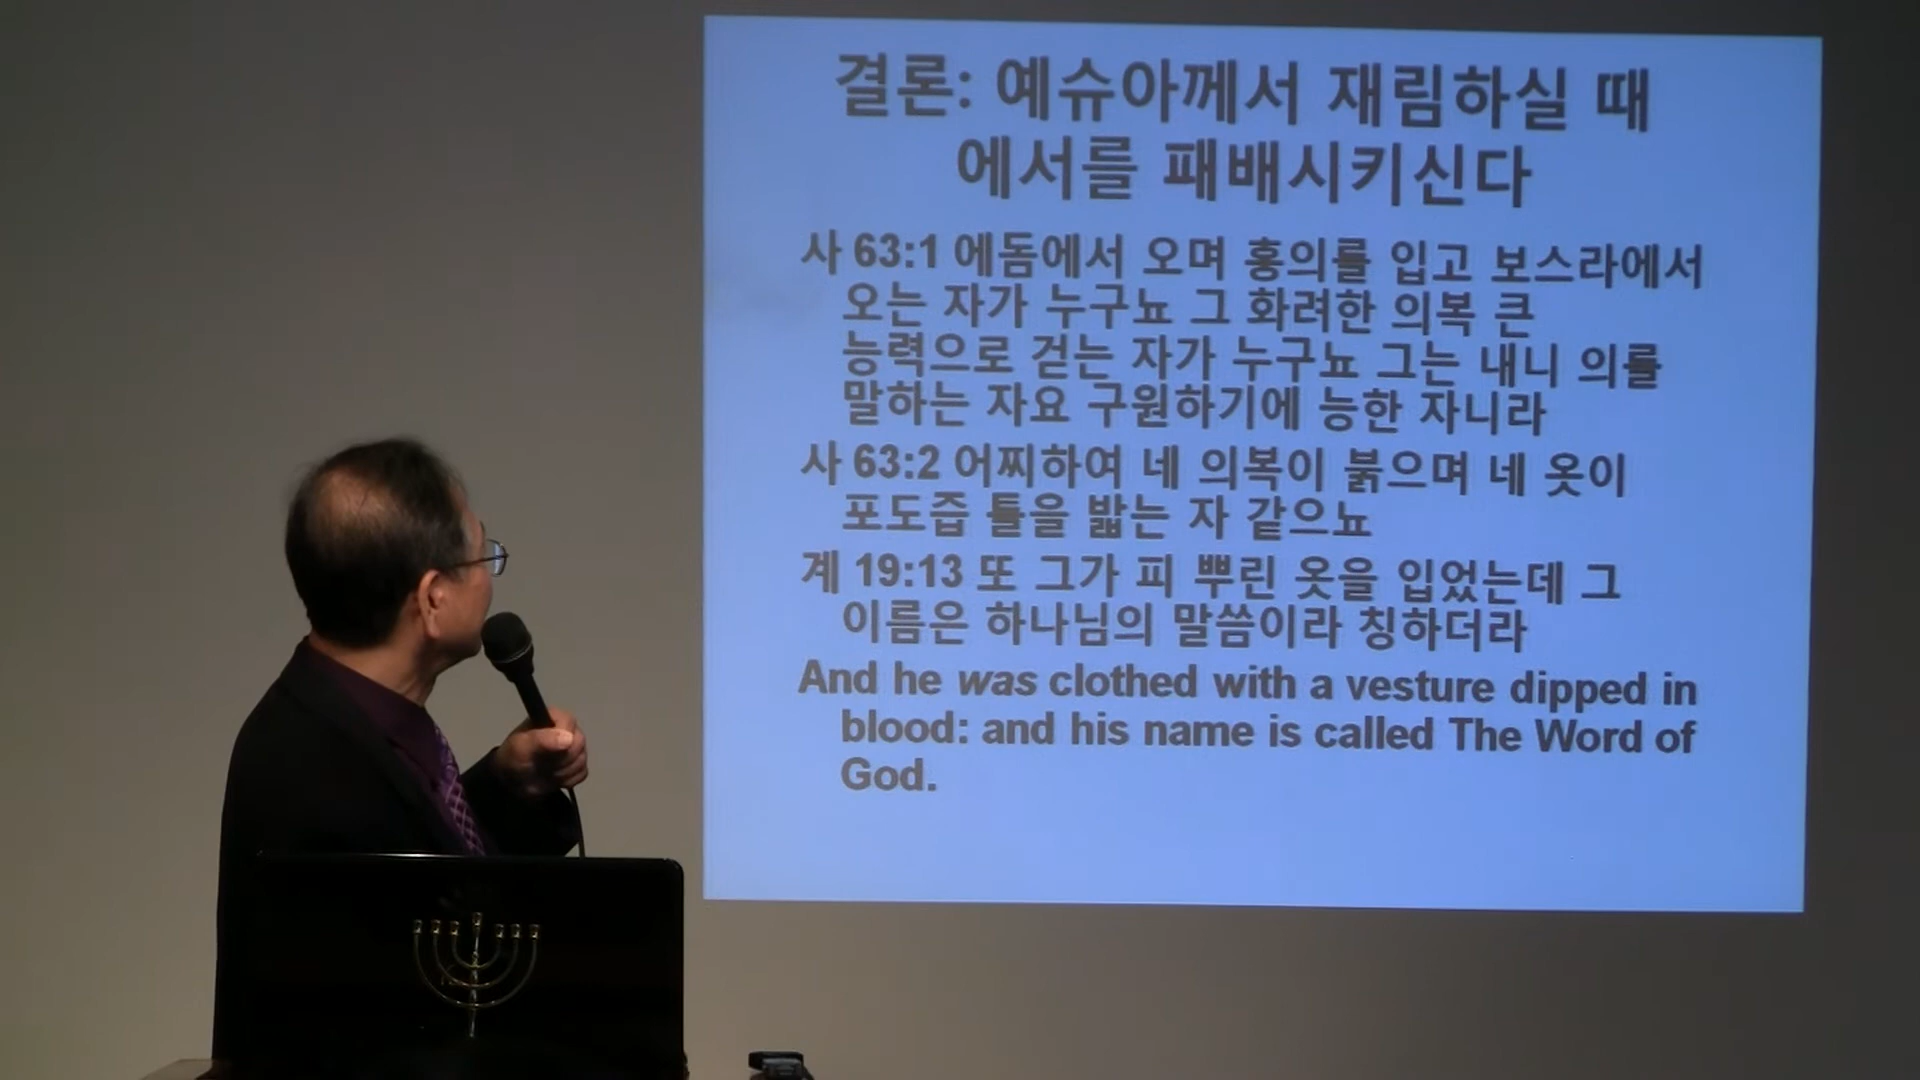 결론: 예슈아께서 재림하실 때
에서를 패배시키신다
사 63:1 에돔에서 오며 홍의를 입고 보스라에서
오는 자가 누구뇨 그 화려한 의복 큰
능력으로 걷는 자가 누구뇨 그는 내니 의를
말하는 자요 구원하기에 능한 자니라
사 63:2 어찌하여 네 의복이 붉으며 네 옷이
포도즙 틀을 밟는 자 같으뇨
계 19:13 또 그가 피 뿌린 옷을 입었는데 그
이름은 하나님의 말씀이라 칭하더라
And he was clothed with a vesture dipped in
blood: and his name is called The Word of
God.